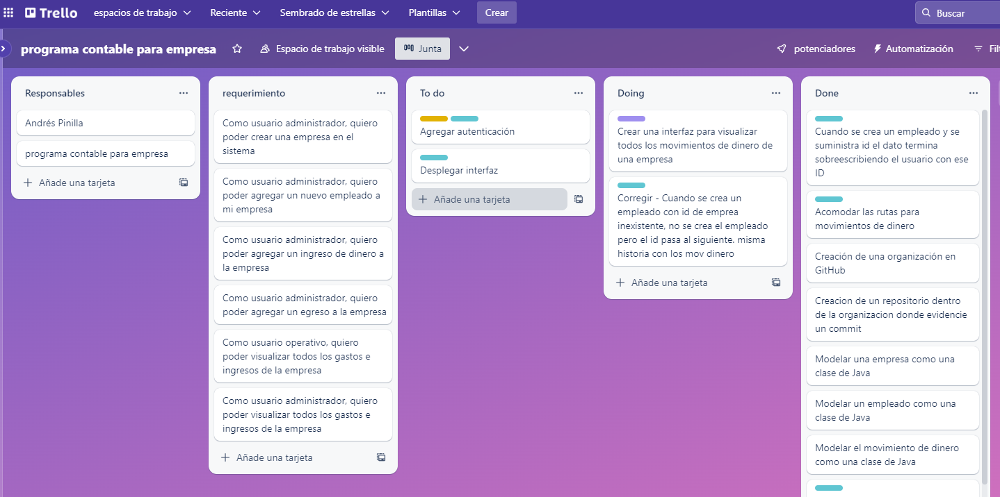 Trello espacios de trabajo Reciente Sembrado de estrellas Plantillas Crear Buscar
programa contable para empresa Espacio de trabajo visible Junta potenciadores Automatización
Responsables
Andrés Pinilla
programa contable para empresa
Añade una tarjeta
requerimiento
Como usuario administrador, quiero
poder crear una empresa en el
sistema
Como usuario administrador, quiero
poder agregar un nuevo empleado a
mi empresa
Como usuario administrador, quiero
poder agregar un ingreso de dinero a
la empresa
Como usuario administrador, quiero
poder agregar un egreso a la empresa
Como usuario operativo, quiero
poder visualizar todos los gastos e
ingresos de la empresa
Como usuario administrador, quiero
poder visualizar todos los gastos e
ingresos de la empresa
Añade una tarjeta
To do
Agregar autenticación
Desplegar interfaz
Añade una tarjeta
Doing
Crear una interfaz para visualizar
todos los movimientos de dinero de
una empresa
Corregir - Cuando se crea un
empleado con id de emprea
inexistente, no se crea el empleado
pero el id pasa al siguiente. misma
historia con los mov dinero
Añade una tarjeta
Done
Cuando se crea un empleado y se
suministra id el dato termina
sobreescribiendo el usuario con ese
ID
Acomodar las rutas para
movimientos de dinero
Creación de una organización en
GitHub
Creacion de un repositorio dentro
de la organizacion donde evidencie
un commit
Modelar una empresa como una
clase de Java
Modelar un empleado como una
clase de Java
Modelar el movimiento de dinero
como una clase de Java